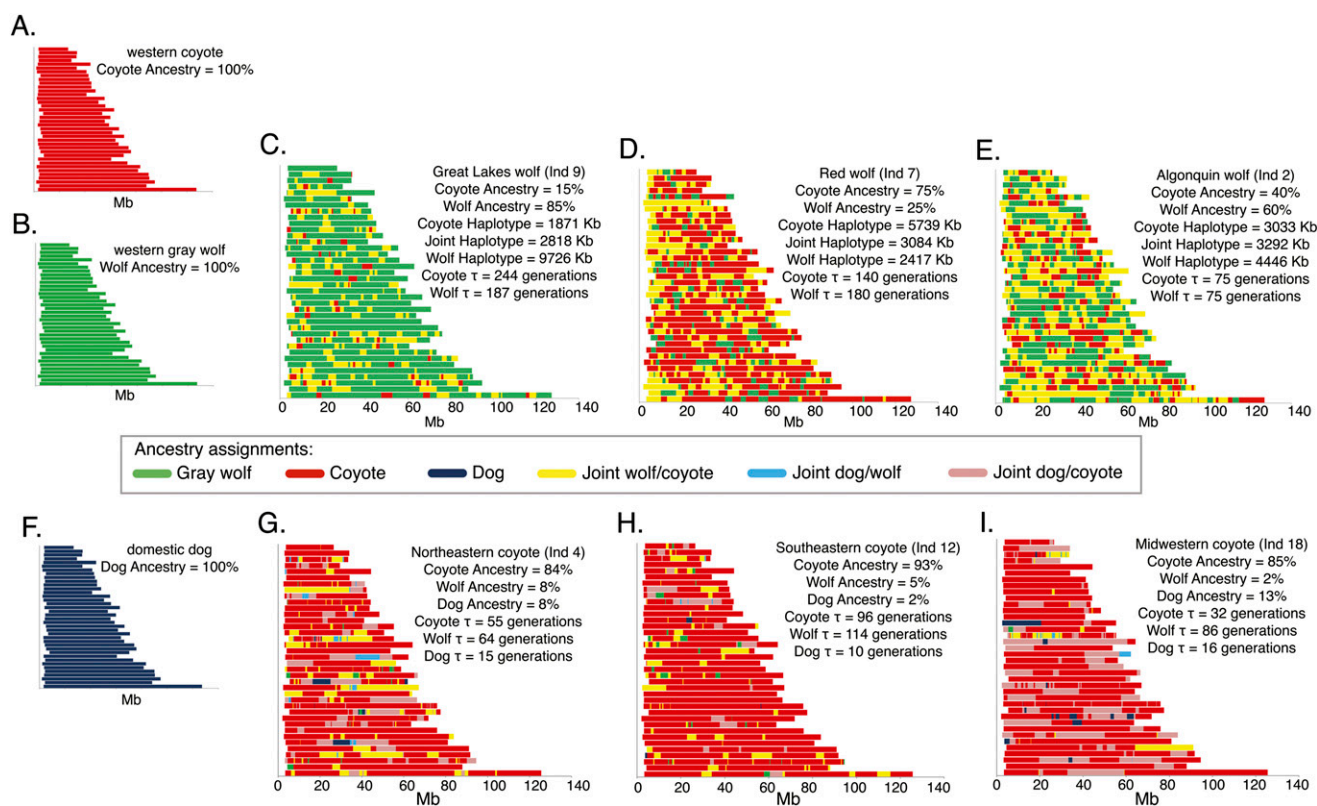 A.
western coyote
Coyote Ancestry = 100%
Mb
B.
western gray wolf
Wolf Ancestry = 100%
Mb
C.
Great Lakes wolf (Ind 9)
Coyote Ancestry = 15%
Wolf Ancestry = 85%
Coyote Haplotype = 1871 Kb
Joint Haplotype = 2818 Kb
Wolf Haplotype = 9726 Kb
Coyote τ = 244 generations
Wolf τ = 187 generations
0 20 40 60 80 100 120 140
Mb
D.
Red wolf (Ind 7)
Coyote Ancestry = 75%
Wolf Ancestry = 25%
Coyote Haplotype = 5739 Kb
Joint Haplotype = 3084 Kb
Wolf Haplotype = 2417 Kb
Coyote τ = 140 generations
Wolf τ = 180 generations
0 20 40 60 80 100 120 140
Mb
E.
Algonquin wolf (Ind 2)
Coyote Ancestry = 40%
Wolf Ancestry = 60%
Coyote Haplotype = 3033 Kb
Joint Haplotype = 3292 Kb
Wolf Haplotype = 4446 Kb
Coyote τ = 75 generations
Wolf τ = 75 generations
0 20 40 60 80 100 120 140
Mb
Ancestry assignments:
Gray wolf Coyote Dog Joint wolf/coyote Joint dog/wolf Joint dog/coyote
F.
domestic dog
Dog Ancestry = 100%
Mb
G.
Northeastern coyote (Ind 4)
Coyote Ancestry = 84%
Wolf Ancestry = 8%
Dog Ancestry = 8%
Coyote τ = 55 generations
Wolf τ = 64 generations
Dog τ = 15 generations
0 20 40 60 80 100 120 140
Mb
H.
Southeastern coyote (Ind 12)
Coyote Ancestry = 93%
Wolf Ancestry = 5%
Dog Ancestry = 2%
Coyote τ = 96 generations
Wolf τ = 114 generations
Dog τ = 10 generations
0 20 40 60 80 100 120 140
Mb
I.
Midwestern coyote (Ind 18)
Coyote Ancestry = 85%
Wolf Ancestry = 2%
Dog Ancestry = 13%
Coyote τ = 32 generations
Wolf τ = 86 generations
Dog τ = 16 generations
0 20 40 60 80 100 120 140
Mb